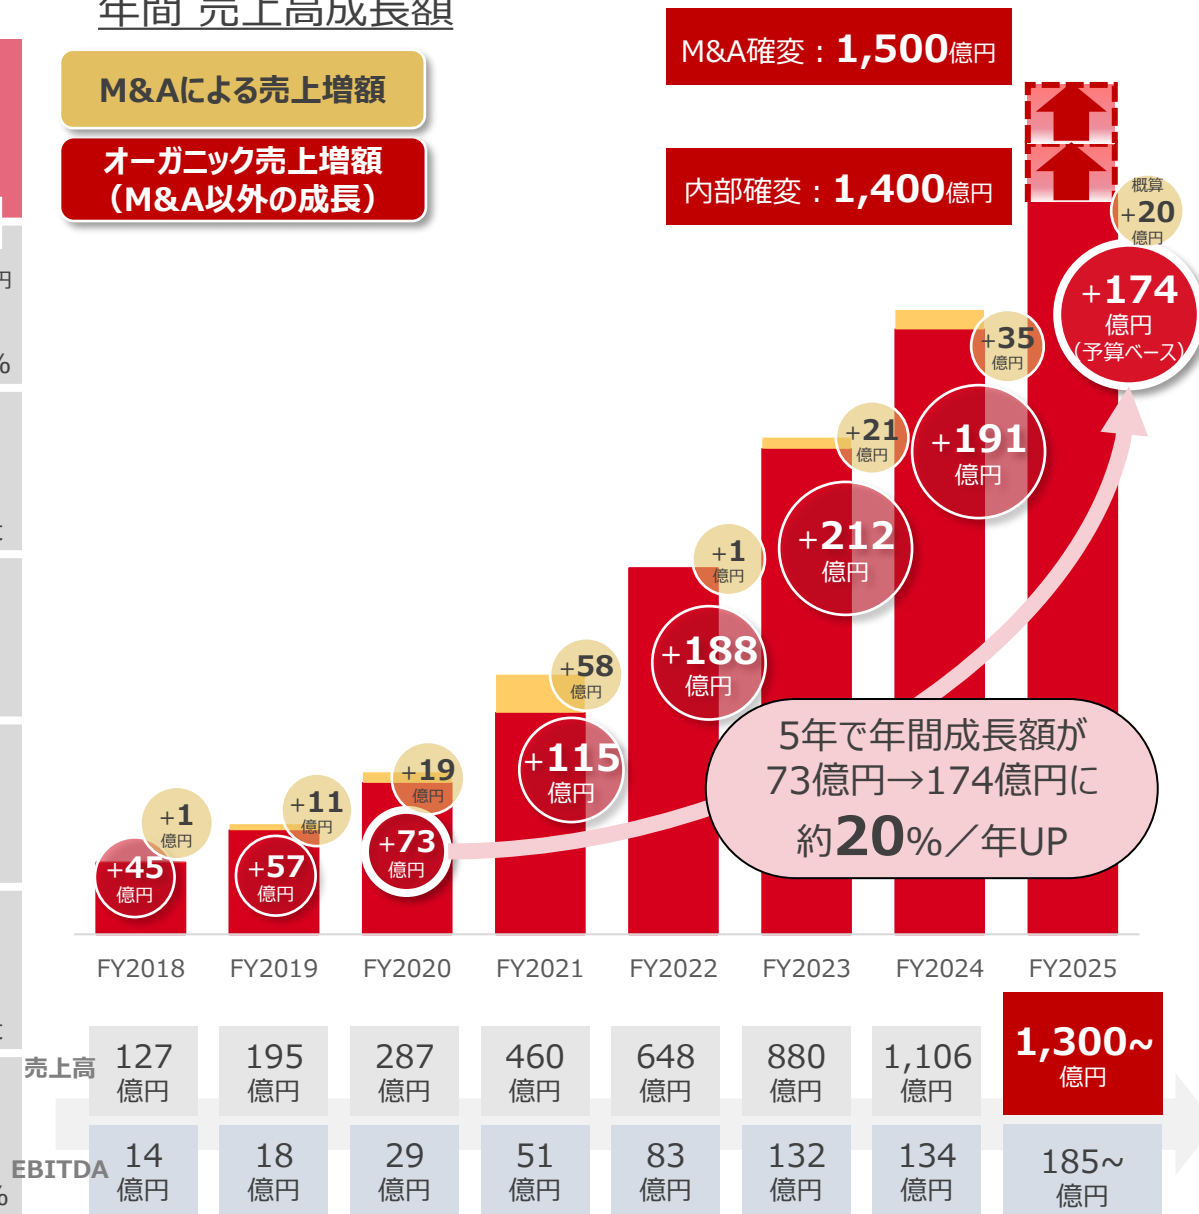 年間 売上高成長額
M&Aによる売上増額
オーガニック売上増額
（M&A以外の成長）
M&A確変：1,500億円
内部確変：1,400億円
概算
+20
億円
+174
億円
(予算ベース)
+35
億円
+191
億円
+21
億円
+212
億円
+1
億円
+188
億円
+58
億円
+115
億円
+19
億円
+73
億円
+11
億円
+57
億円
+1
億円
+45
億円
5年で年間成長額が
73億円→174億円に
約20%／年UP
FY2018 FY2019 FY2020 FY2021 FY2022 FY2023 FY2024 FY2025
売上高
127
億円
195
億円
287
億円
460
億円
648
億円
880
億円
1,106
億円
1,300~
億円
EBITDA
14
億円
18
億円
29
億円
51
億円
83
億円
132
億円
134
億円
185~
億円
円
%
%